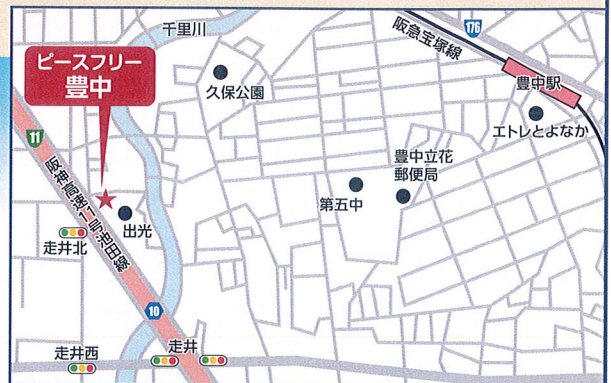 千里川
阪急宝塚線
176
豊中駅
ピースフリー
豊中
久保公園
エトレとよなか
11
豊中立花
郵便局
第五中
阪神高速11号池田線
出光
走井北
10
走井西
走井